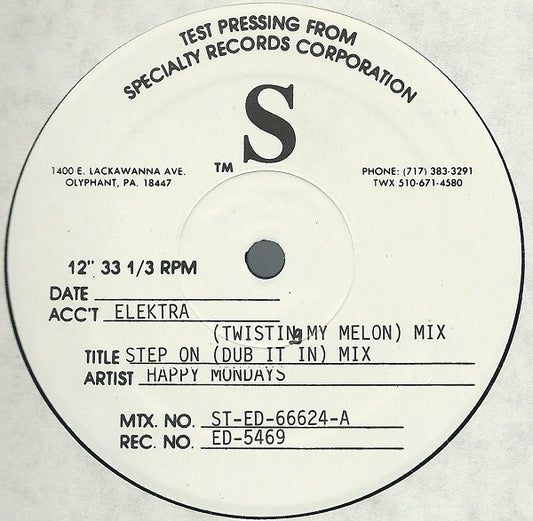 TEST PRESSING FROM
SPECIALTY RECORDS CORPORATION
S
TM
1400 E. LACKAWANNA AVE.
OLYPHANT, PA. 18447
PHONE: (717) 383-3291
TWX 510-671-4580
12" 33 1/3 RPM
DATE
ACC'T ELEKTRA
(TWISTING MY MELON) MIX
TITLE STEP ON (DUB IT IN) MIX
ARTIST HAPPY MONDAYS
MTX. NO. ST-ED-66624-A
REC. NO. ED-5469